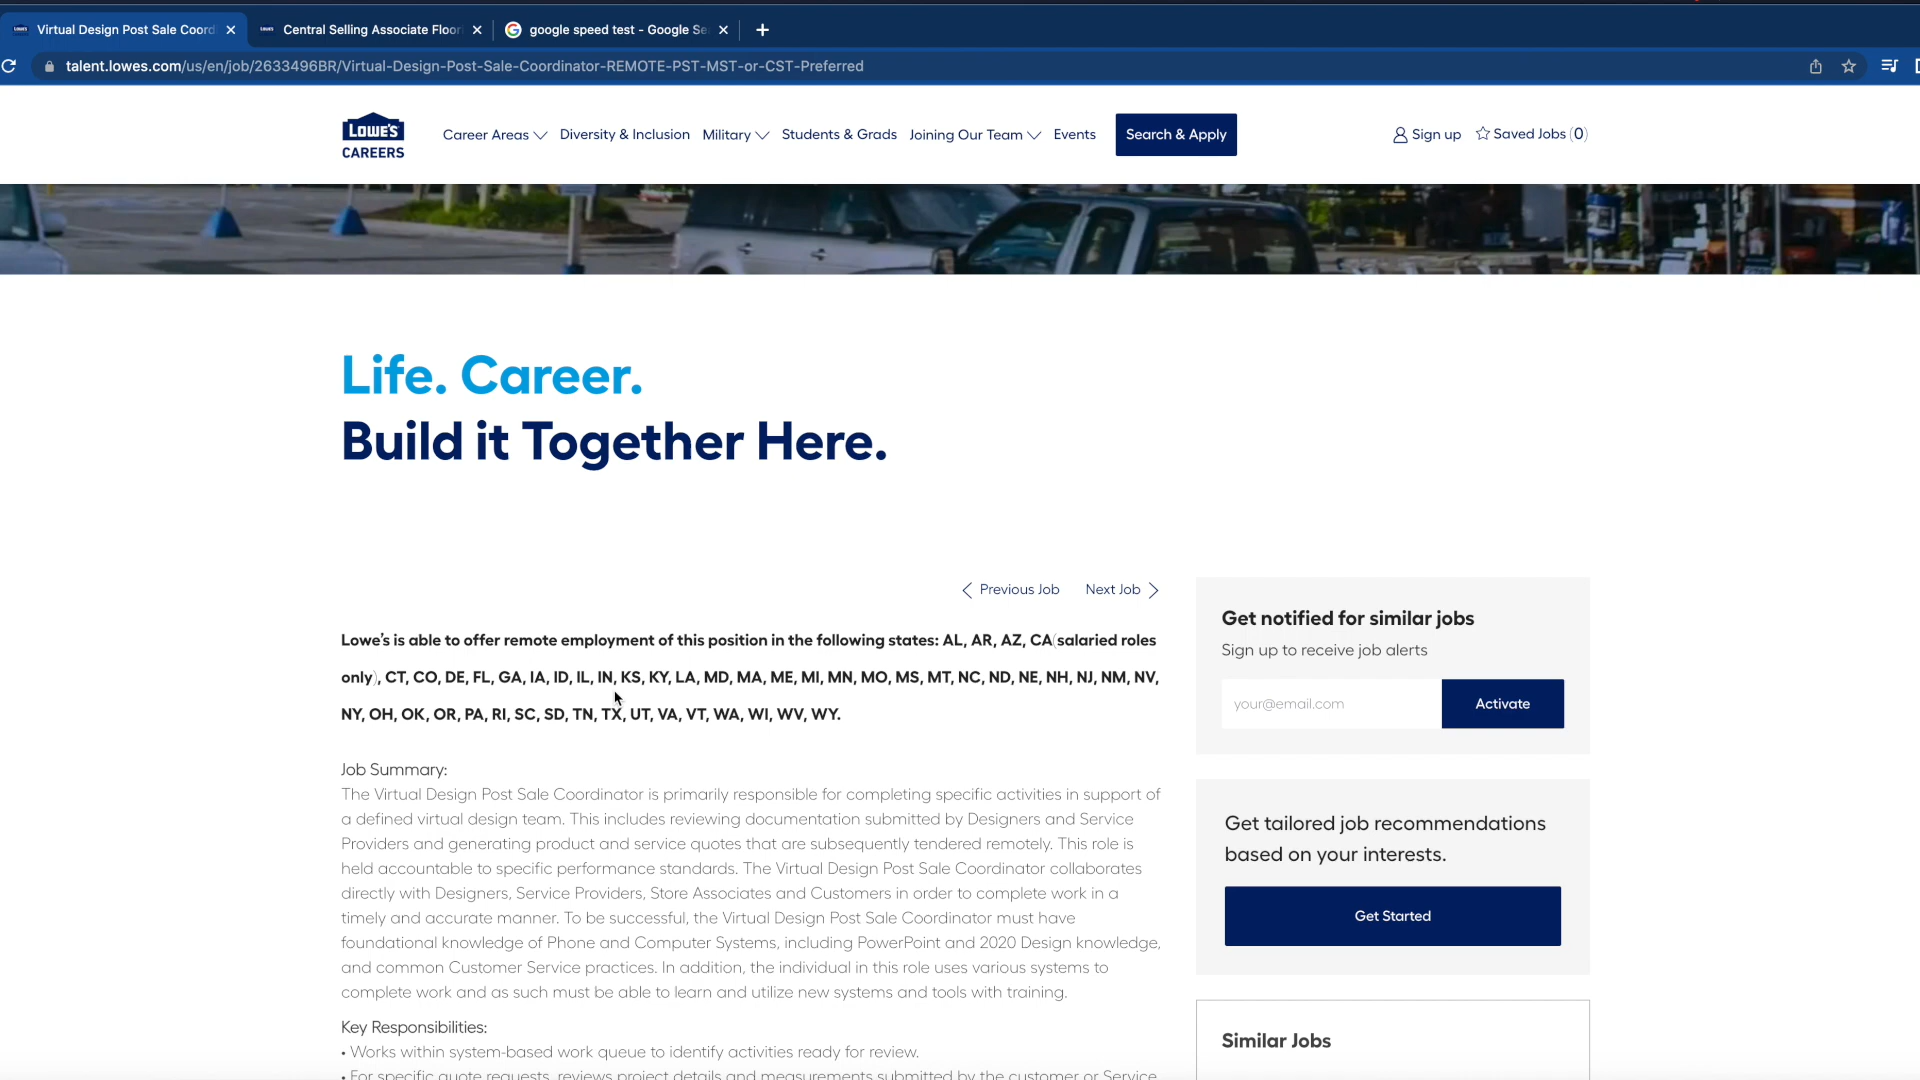 Virtual Design Post Sale Coord
Central Selling Associate Floor
google speed test - Google Se
talent.lowes.com/us/en/job/2633496BR/Virtual-Design-Post-Sale-Coordinator-REMOTE-PST-MST-or-CST-Preferred
LOWE'S
CAREERS
Career Areas
Diversity & Inclusion
Military
Students & Grads
Joining Our Team
Events
Search & Apply
Sign up
Saved Jobs (0)
Life. Career.
Build it Together Here.
Previous Job
Next Job
Lowe's is able to offer remote employment of this position in the following states: AL, AR, AZ, CA(salaried roles
only), CT, CO, DE, FL, GA, IA, ID, IL, IN, KS, KY, LA, MD, MA, ME, MI, MN, MO, MS, MT, NC, ND, NE, NH, NJ, NM, NV,
NY, OH, OK, OR, PA, RI, SC, SD, TN, TX, UT, VA, VT, WA, WI, WV, WY.
Job Summary:
The Virtual Design Post Sale Coordinator is primarily responsible for completing specific activities in support of
a defined virtual design team. This includes reviewing documentation submitted by Designers and Service
Providers and generating product and service quotes that are subsequently tendered remotely. This role is
held accountable to specific performance standards. The Virtual Design Post Sale Coordinator collaborates
directly with Designers, Service Providers, Store Associates and Customers in order to complete work in a
timely and accurate manner. To be successful, the Virtual Design Post Sale Coordinator must have
foundational knowledge of Phone and Computer Systems, including PowerPoint and 2020 Design knowledge,
and common Customer Service practices. In addition, the individual in this role uses various systems to
complete work and as such must be able to learn and utilize new systems and tools with training.
Key Responsibilities:
• Works within system-based work queue to identify activities ready for review.
• For specific quote requests, reviews project details and measurements submitted by the customer or Service
Get notified for similar jobs
Sign up to receive job alerts
your@email.com
Activate
Get tailored job recommendations
based on your interests.
Get Started
Similar Jobs